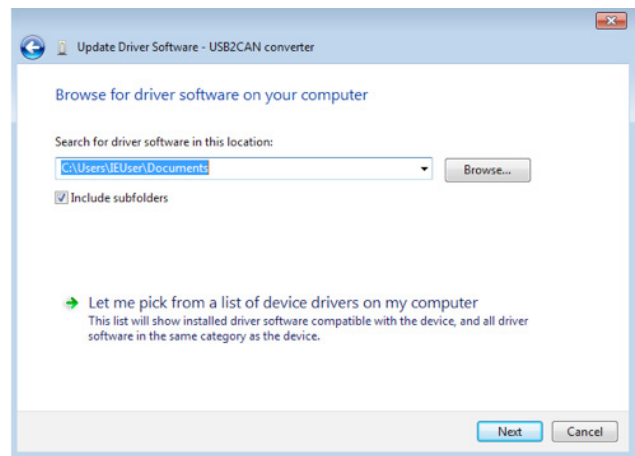 Update Driver Software - USB2CAN converter
Browse for driver software on your computer
Search for driver software in this location:
C:\Users\IEUser\Documents
Browse...
Include subfolders
Let me pick from a list of device drivers on my computer
This list will show installed driver software compatible with the device, and all driver
software in the same category as the device.
Next
Cancel